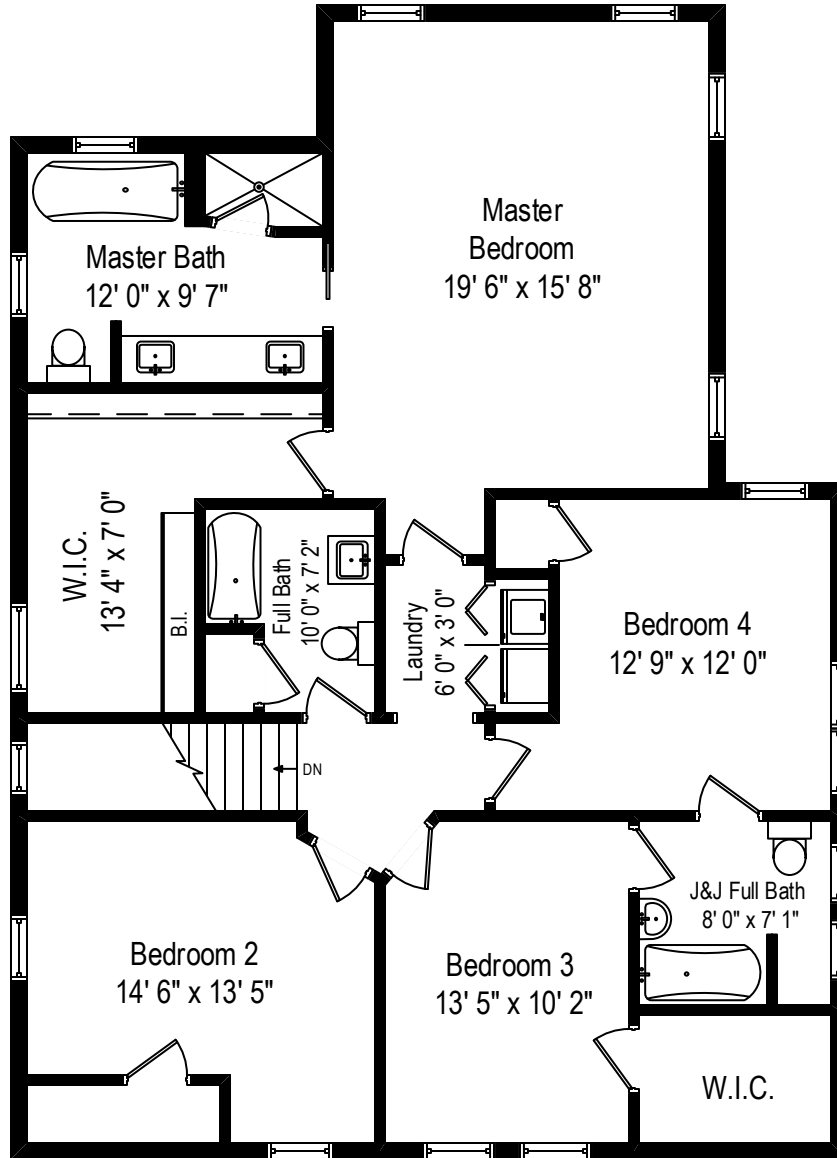 Master
Bedroom
19' 6" x 15' 8"
Master Bath
12' 0" x 9' 7"
W.I.C.
13' 4" x 7' 0"
B.I.
Full Bath
10' 0" x 7' 2"
Laundry
6' 0" x 3' 0"
Bedroom 4
12' 9" x 12' 0"
DN
Bedroom 2
14' 6" x 13' 5"
Bedroom 3
13' 5" x 10' 2"
J&J Full Bath
8' 0" x 7' 1"
W.I.C.